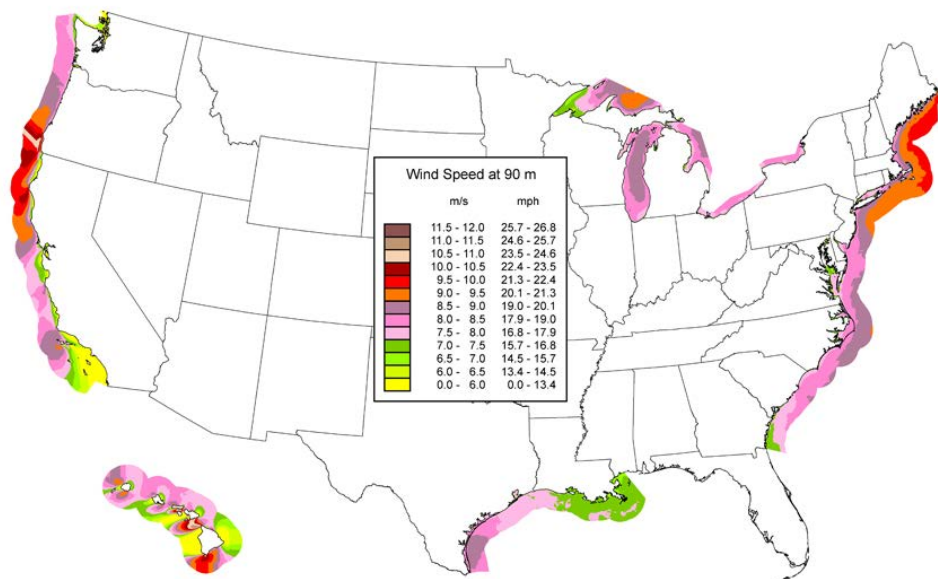 Wind Speed at 90 m
m/s mph
11.5 - 12.0 25.7 - 26.8
11.0 - 11.5 24.6 - 25.7
10.5 - 11.0 23.5 - 24.6
10.0 - 10.5 22.4 - 23.5
9.5 - 10.0 21.3 - 22.4
9.0 - 9.5 20.1 - 21.3
8.5 - 9.0 19.0 - 20.1
8.0 - 8.5 17.9 - 19.0
7.5 - 8.0 16.8 - 17.9
7.0 - 7.5 15.7 - 16.8
6.5 - 7.0 14.5 - 15.7
6.0 - 6.5 13.4 - 14.5
0.0 - 6.0 0.0 - 13.4